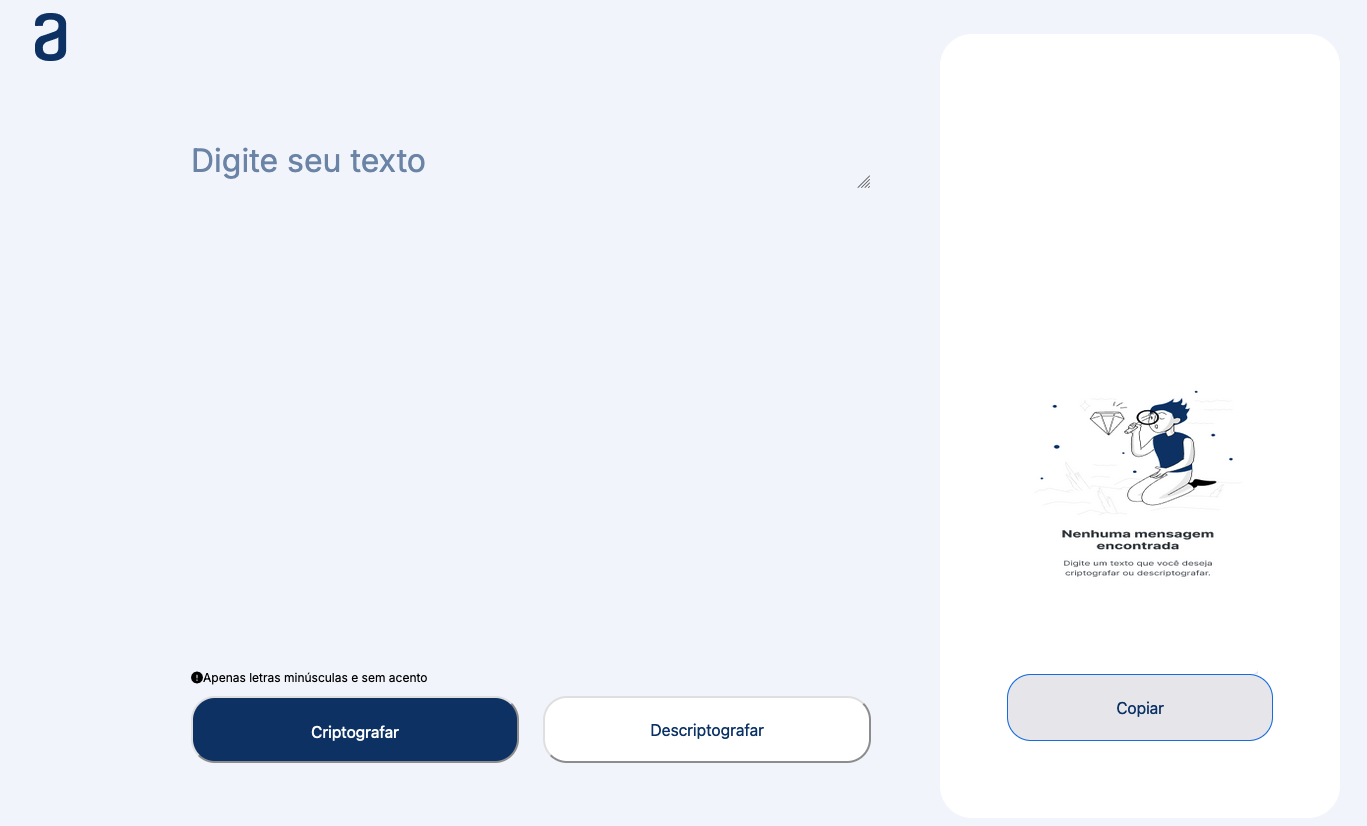 a
Digite seu texto
Apenas letras minúsculas e sem acento
Criptografar
Descriptografar
Nenhuma mensagem
encontrada
Digite um texto que você deseja
criptografar ou descriptografar.
Copiar